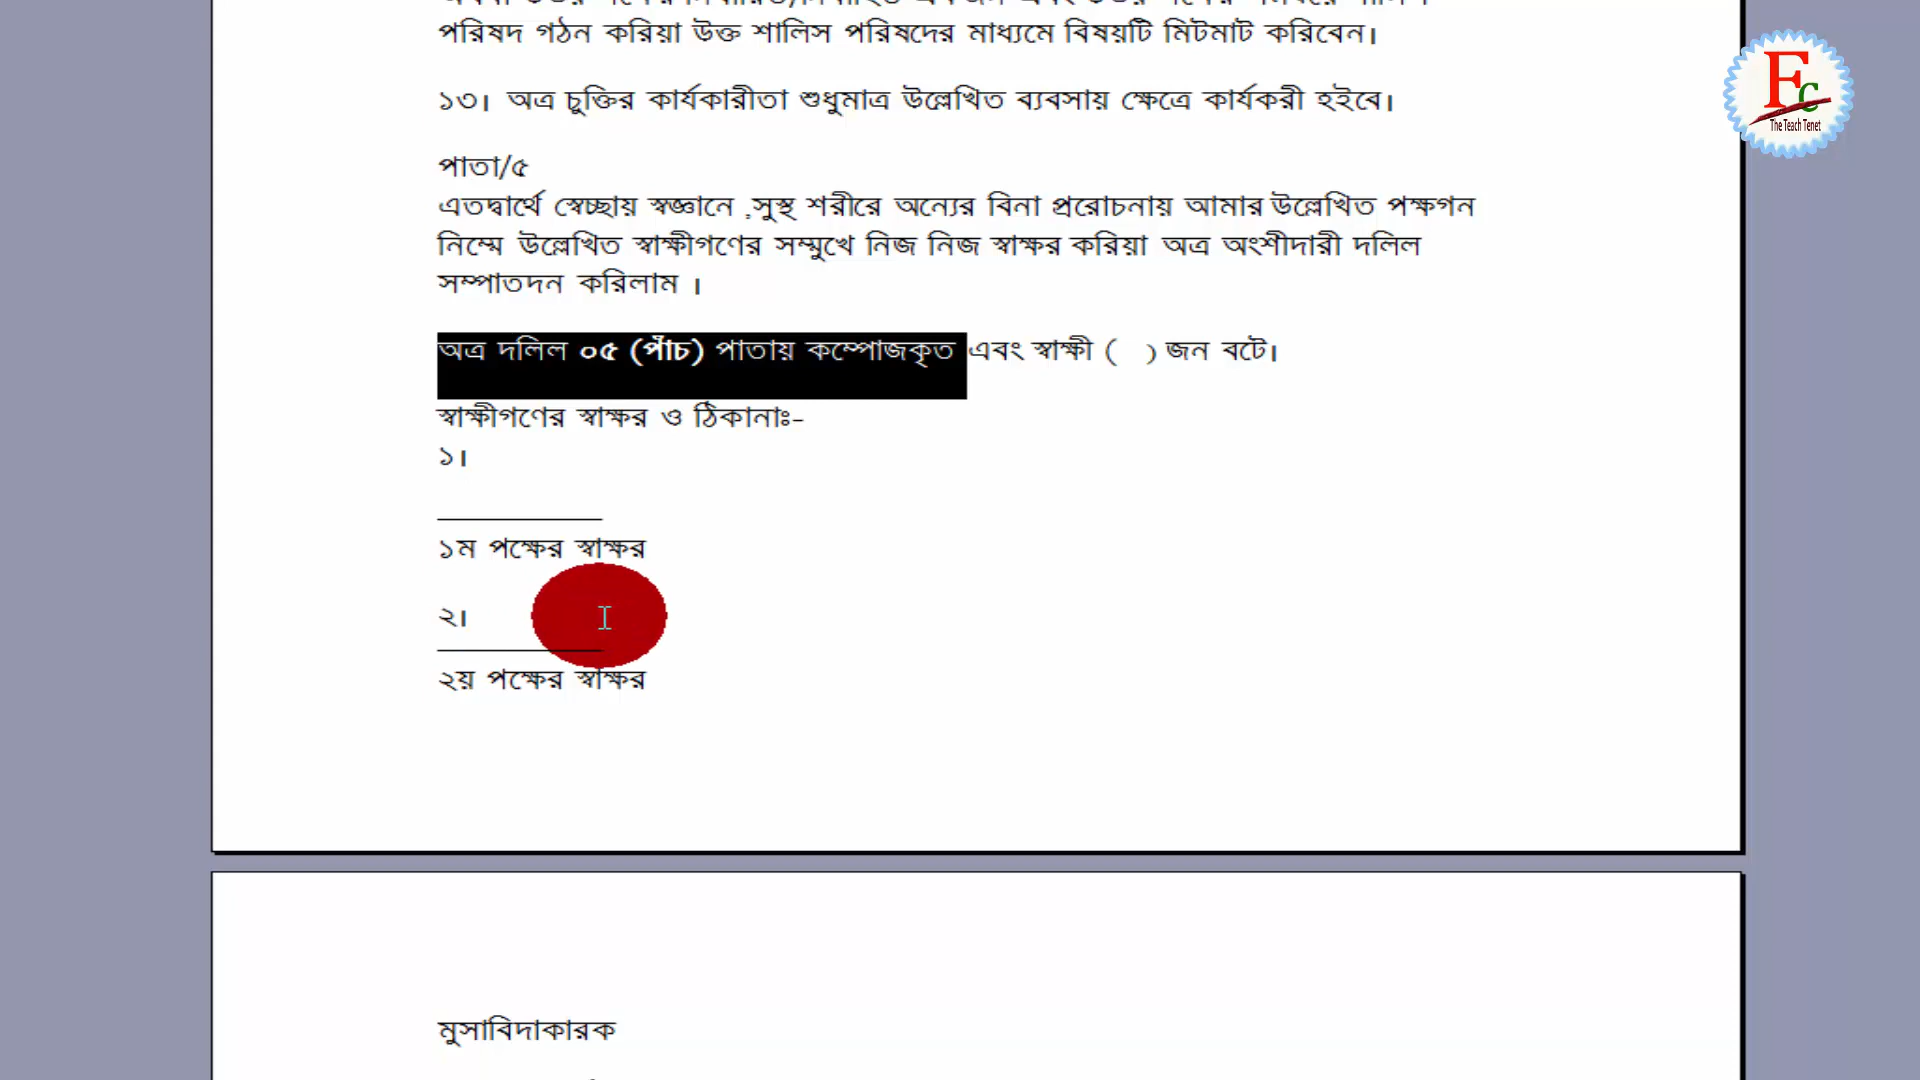 পরিষদ গঠন করিয়া উক্ত শালিস পরিষদের মাধ্যমে বিষয়টি মিটমাট করিবেন।
১৩। অত্র চুক্তির কার্যকারীতা শুধুমাত্র উল্লেখিত ব্যবসায় ক্ষেত্রে কার্যকরী হইবে।
পাতা/৫
এতদ্বার্থে স্বেচ্ছায় স্বজ্ঞানে ,সুস্থ শরীরে অন্যের বিনা প্ররোচনায় আমার উল্লেখিত পক্ষগন
নিম্মে উল্লেখিত স্বাক্ষীগণের সম্মুখে নিজ নিজ স্বাক্ষর করিয়া অত্র অংশীদারী দলিল
সম্পাতদন করিলাম ।
অত্র দলিল ০৫ (পাঁচ) পাতায় কম্পোজকৃত এবং স্বাক্ষী (   ) জন বটে।
স্বাক্ষীগণের স্বাক্ষর ও ঠিকানাঃ-
১।
১ম পক্ষের স্বাক্ষর
২।
২য় পক্ষের স্বাক্ষর
মুসাবিদাকারক
Fc
The Teach Tenet